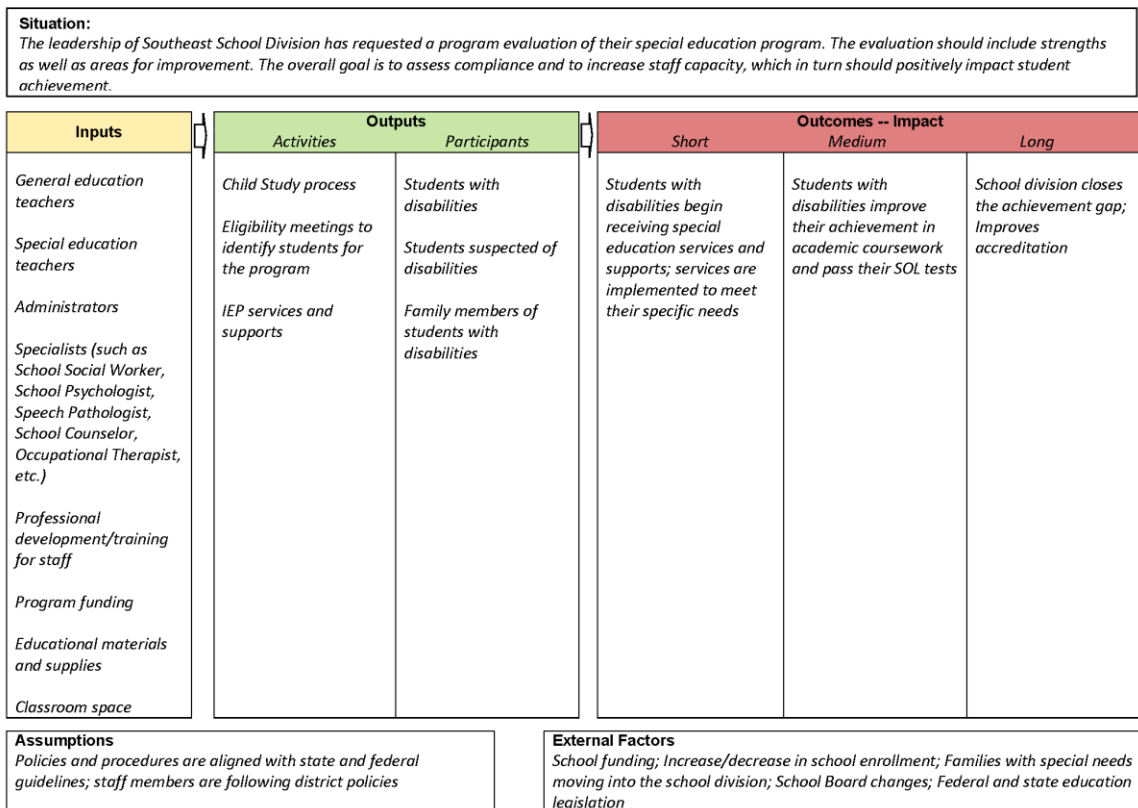 Situation:
The leadership of Southeast School Division has requested a program evaluation of their special education program. The evaluation should include strengths
as well as areas for improvement. The overall goal is to assess compliance and to increase staff capacity, which in turn should positively impact student
achievement.
Inputs
General education
teachers
Special education
teachers
Administrators
Specialists (such as
School Social Worker,
School Psychologist,
Speech Pathologist,
School Counselor,
Occupational Therapist,
etc.)
Professional
development/training
for staff
Program funding
Educational materials
and supplies
Classroom space
Outputs
Activities
Participants
Child Study process
Eligibility meetings to
identify students for
the program
IEP services and
supports
Students with
disabilities
Students suspected of
disabilities
Family members of
students with
disabilities
Outcomes -- Impact
Short
Medium
Long
Students with
disabilities begin
receiving special
education services and
supports; services are
implemented to meet
their specific needs
Students with
disabilities improve
their achievement in
academic coursework
and pass their SOL tests
School division closes
the achievement gap;
Improves
accreditation
Assumptions
Policies and procedures are aligned with state and federal
guidelines; staff members are following district policies
External Factors
School funding; Increase/decrease in school enrollment; Families with special needs
moving into the school division; School Board changes; Federal and state education
legislation